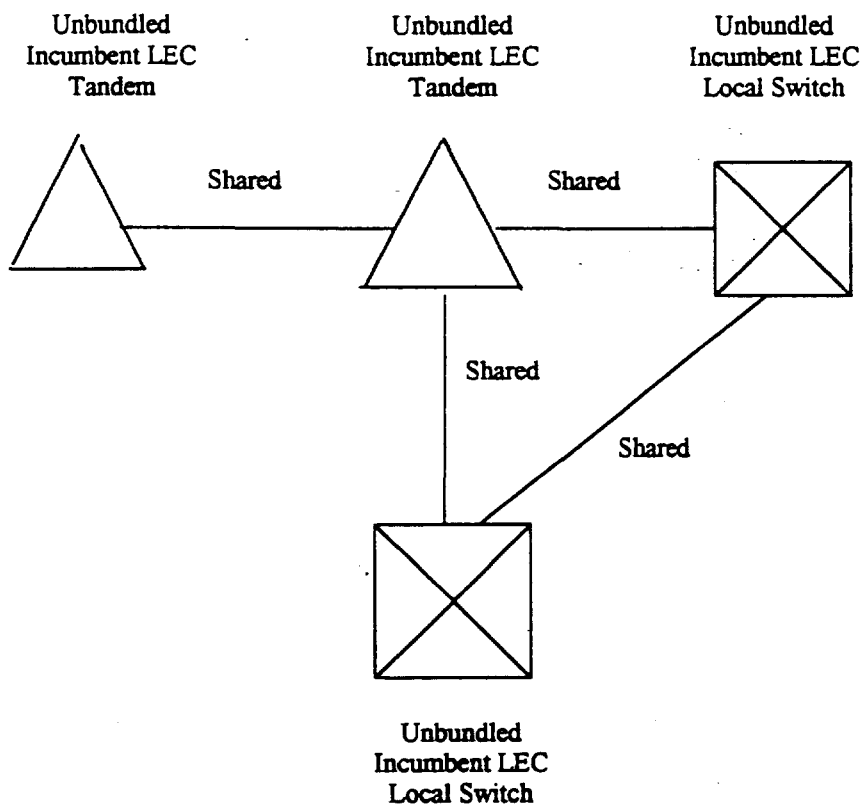 Unbundled
Incumbent LEC
Tandem
Unbundled
Incumbent LEC
Tandem
Unbundled
Incumbent LEC
Local Switch
Shared
Shared
Shared
Shared
Unbundled
Incumbent LEC
Local Switch